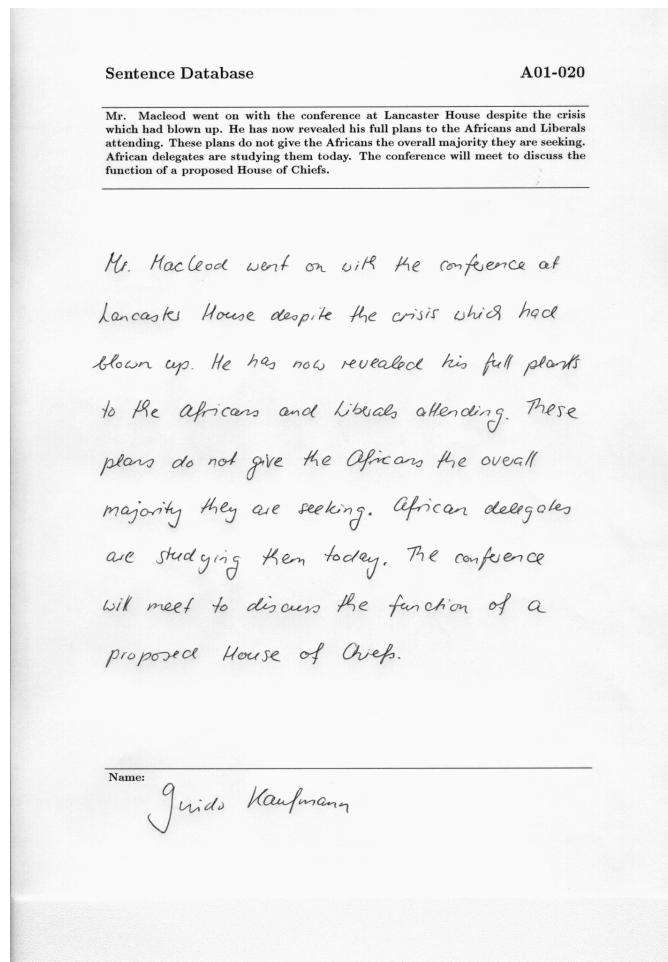 Sentence Database A01-020
Mr. Macleod went on with the conference at Lancaster House despite the crisis
which had blown up. He has now revealed his full plans to the Africans and Liberals
attending. These plans do not give the Africans the overall majority they are seeking.
African delegates are studying them today. The conference will meet to discuss the
function of a proposed House of Chiefs.
Mr. Macleod went on with the conference at
Lancaster House despite the crisis which had
blown up. He has now revealed his full plants
to the Africans and Liberals attending. These
plans do not give the Africans the overall
majority they are seeking. African delegates
are studying them today. The conference
will meet to discuss the function of a
proposed House of Chiefs.
Name:
Guido Kaufmann